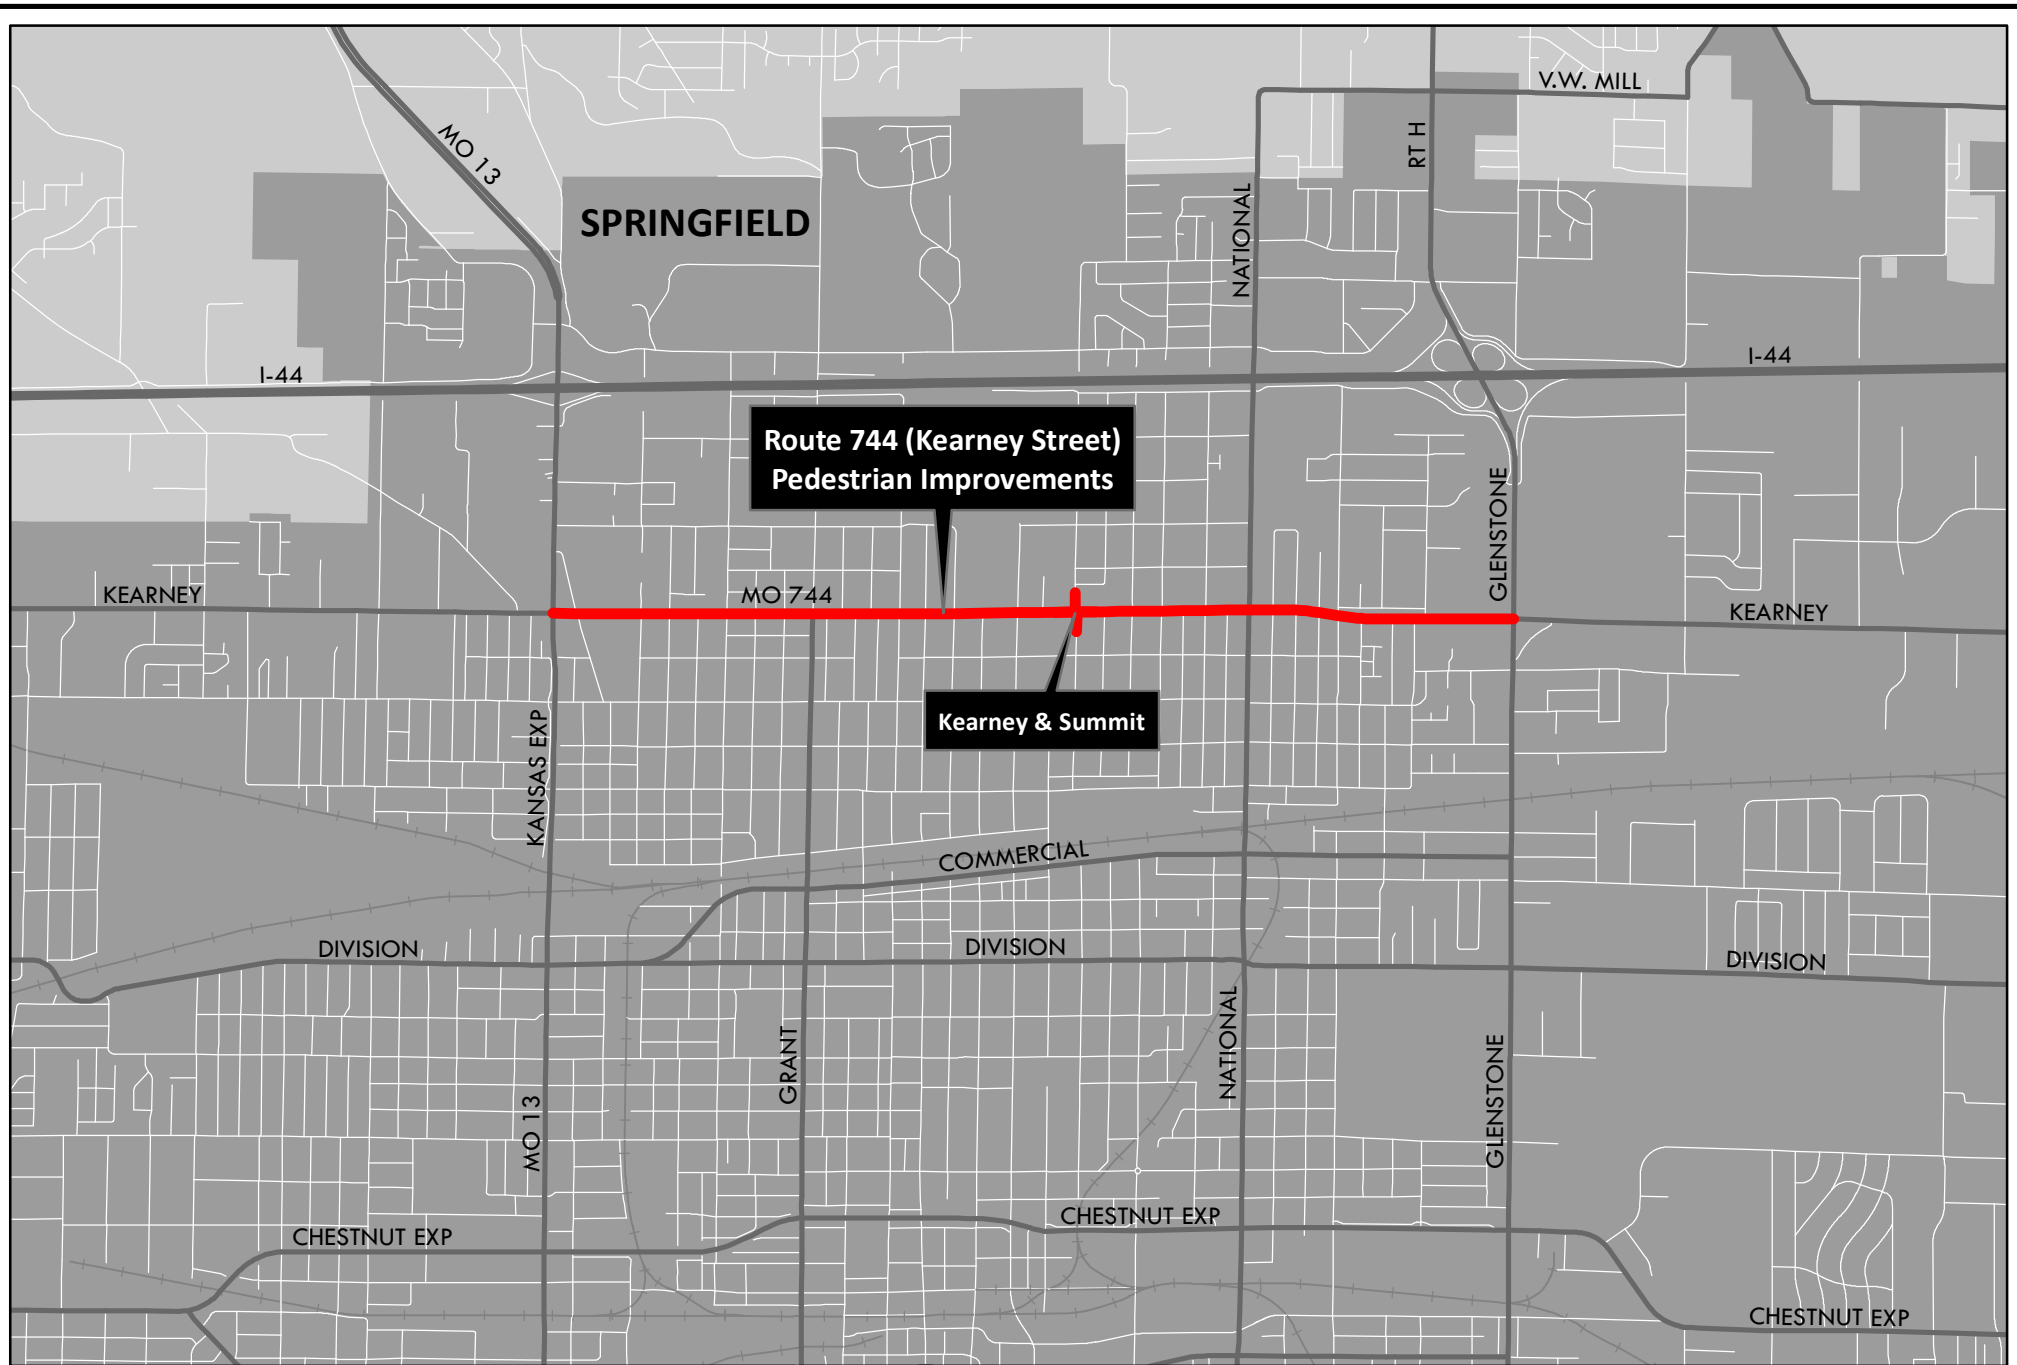 V.W. MILL
MO 13
RT H
SPRINGFIELD
NATIONAL
I-44
I-44
Route 744 (Kearney Street)
Pedestrian Improvements
GLENSTONE
KEARNEY
MO 744
KEARNEY
Kearney & Summit
KANSAS EXP
COMMERCIAL
DIVISION
DIVISION
DIVISION
NATIONAL
GRANT
GLENSTONE
MO 13
CHESTNUT EXP
CHESTNUT EXP
CHESTNUT EXP